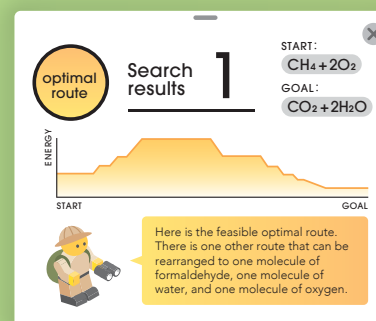 optimal
route
Search
results
1
START:
CH4+2O2
GOAL:
CO2+2H2O
ENERGY
START
GOAL
Here is the feasible optimal route.
There is one other route that can be
rearranged to one molecule of
formaldehyde, one molecule of
water, and one molecule of oxygen.